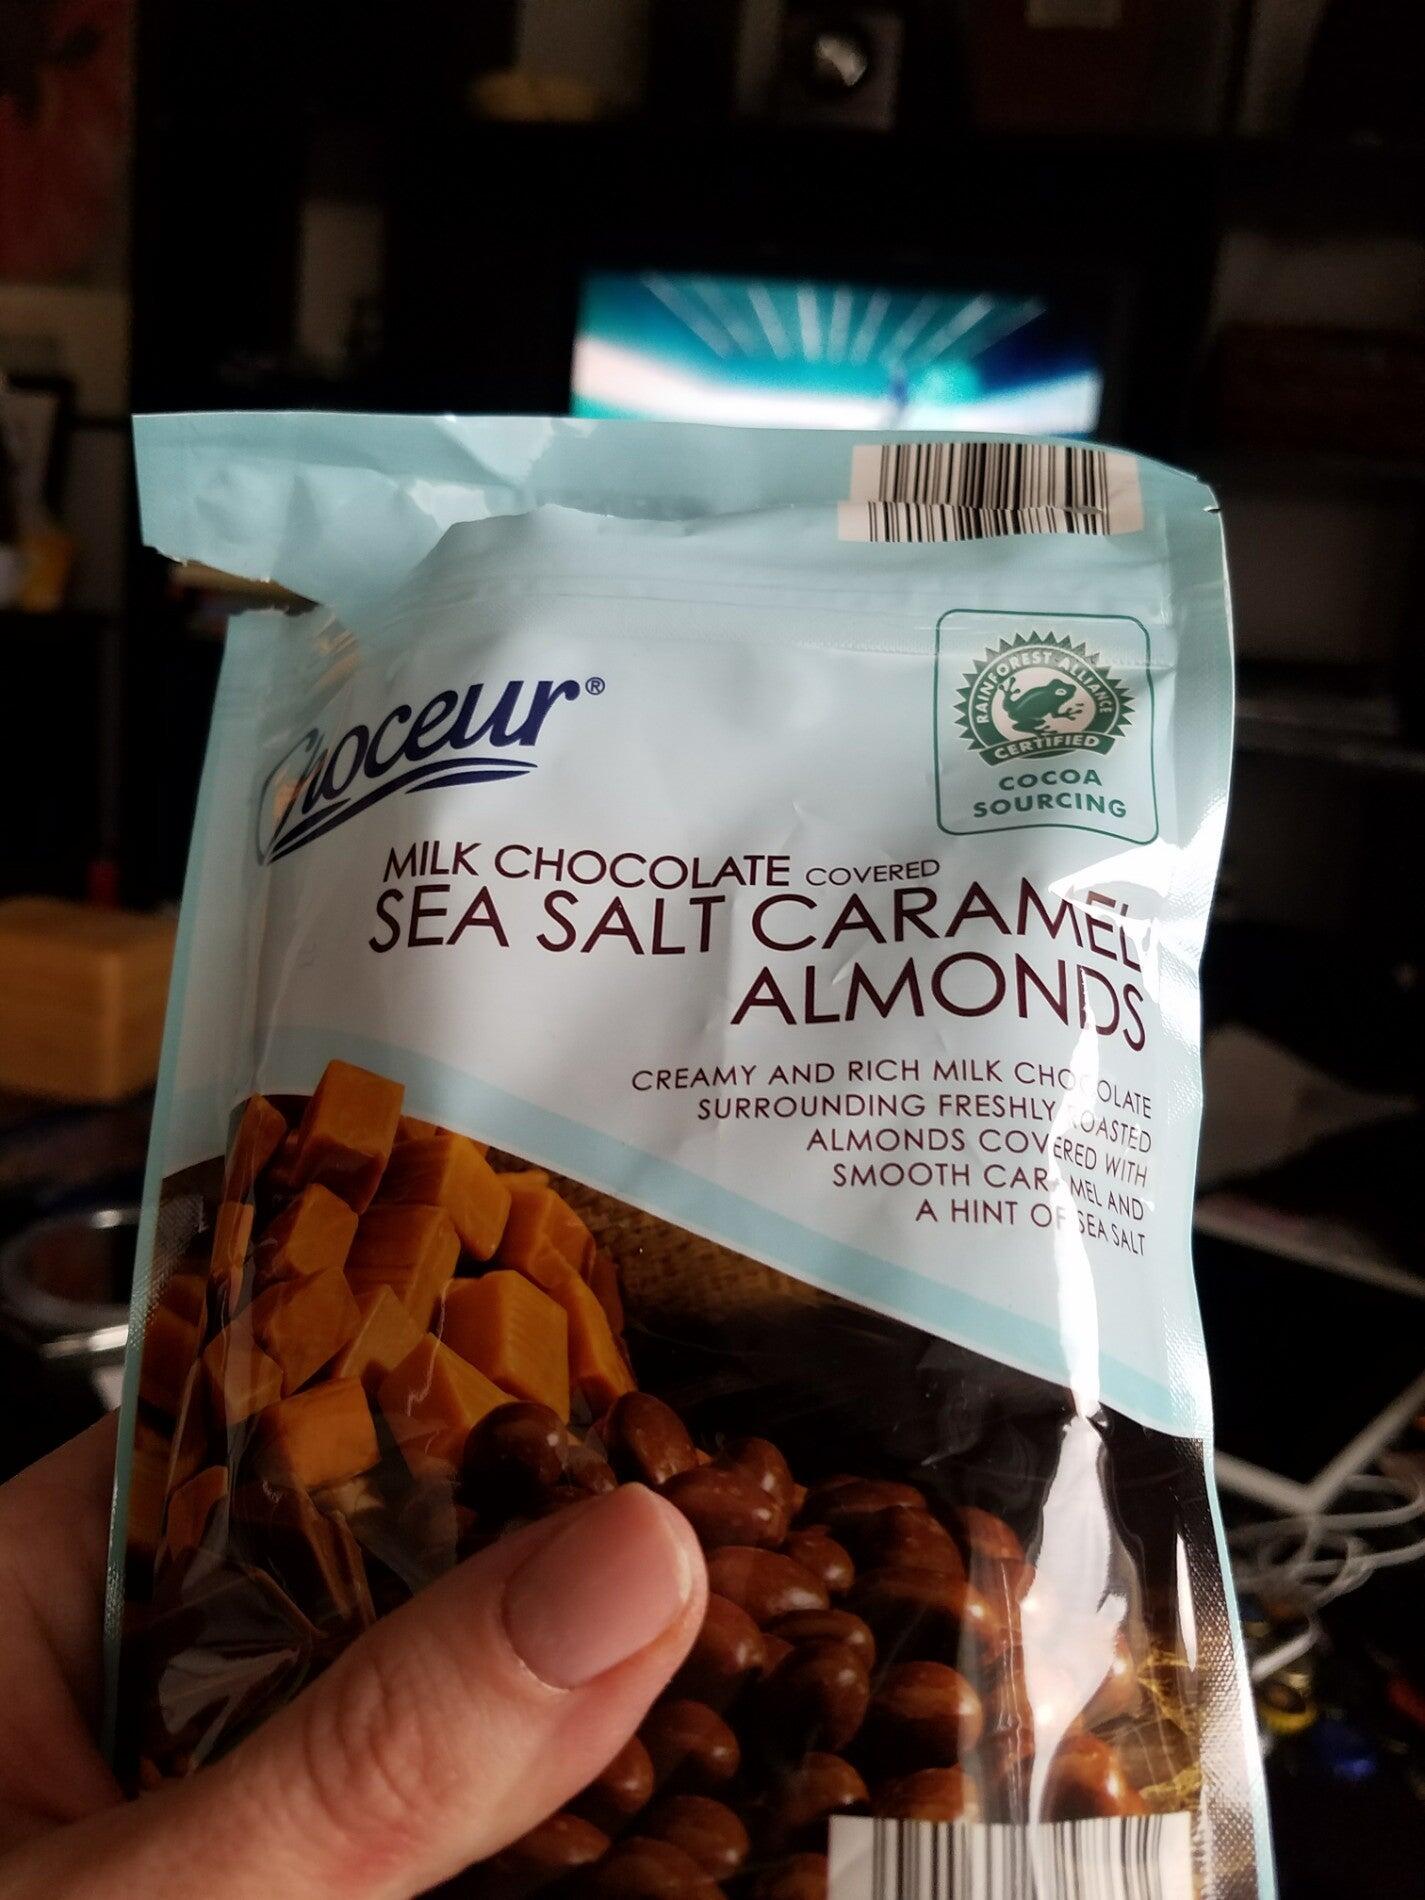 Choceur®
RAINFOREST ALLIANCE
CERTIFIED
COCOA
SOURCING
MILK CHOCOLATE COVERED
SEA SALT CARAMEL
ALMONDS
CREAMY AND RICH MILK CHOCOLATE
SURROUNDING FRESHLY ROASTED
ALMONDS COVERED WITH
SMOOTH CARAMEL AND
A HINT OF SEA SALT